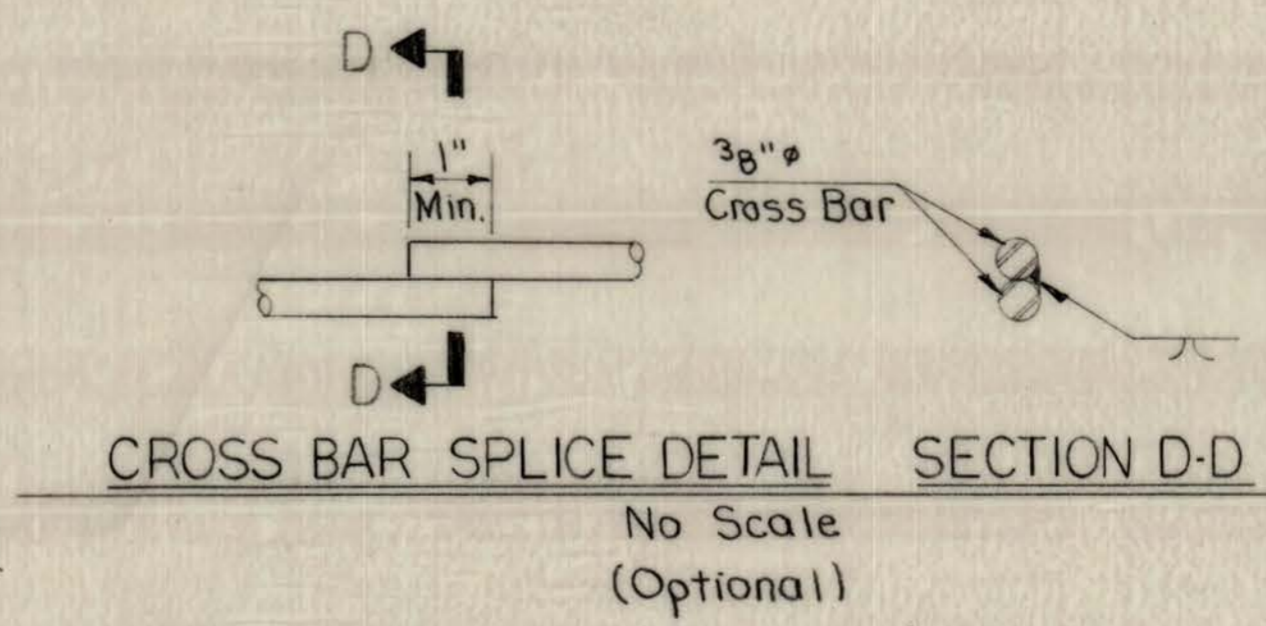 D
1"
Min.
3/8" ø
Cross Bar
D
CROSS BAR SPLICE DETAIL
SECTION D-D
No Scale
(Optional)